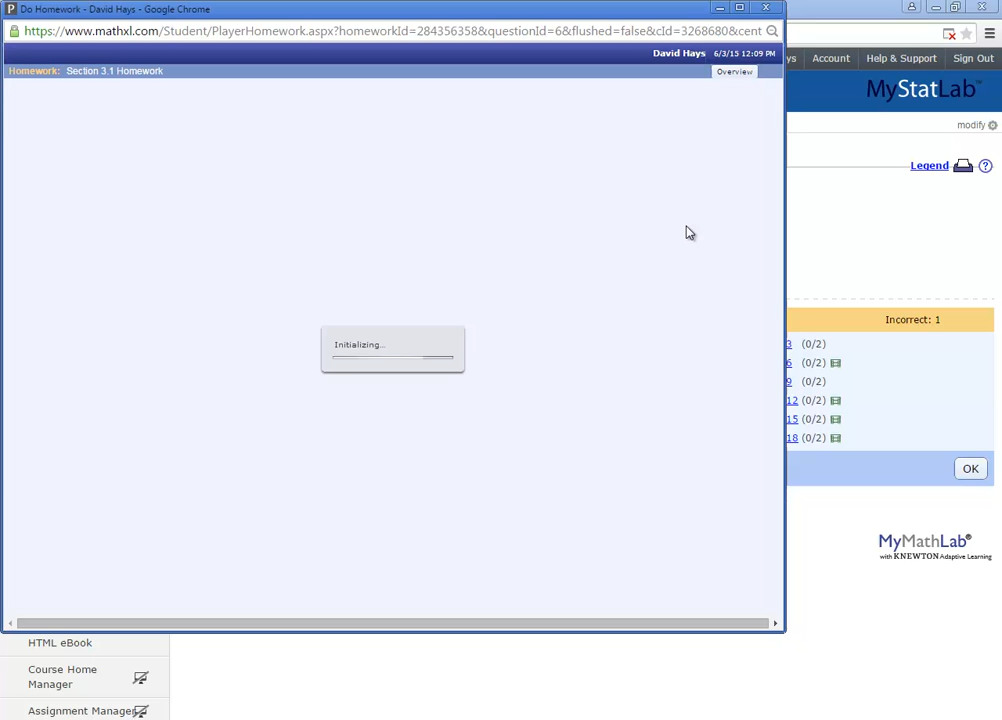 Do Homework - David Hays - Google Chrome
https://www.mathxl.com/Student/PlayerHomework.aspx?homeworkId=284356358&questionId=6&flushed=false&cId=3268680&cent
David Hays 6/3/15 12:09 PM
Homework: Section 3.1 Homework
Overview
ys Account Help & Support Sign Out
MyStatLab™
modify
Legend
Initializing...
Incorrect: 1
3 (0/2)
6 (0/2)
9 (0/2)
12 (0/2)
15 (0/2)
18 (0/2)
OK
MyMathLab®
with KNEWTON Adaptive Learning
HTML eBook
Course Home
Manager
Assignment Manager